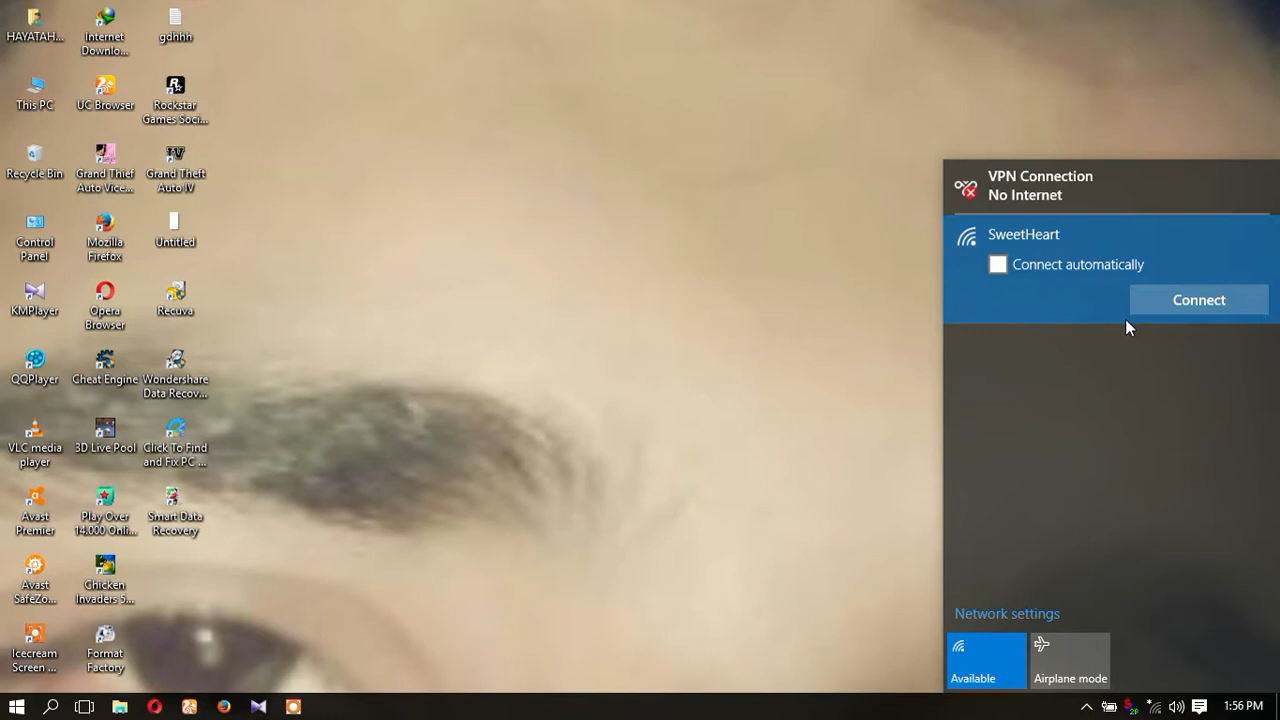 HAYATAH...
Internet
Downlo...
gdhhh
This PC
UC Browser
Rockstar
Games Soci...
Recycle Bin
Grand Thief
Auto Vice...
Grand Theft
Auto IV
Control
Panel
Mozilla
Firefox
Untitled
KMPlayer
Opera
Browser
Recuva
QQPlayer
Cheat Engine
Wondershare
Data Recov...
VLC media
player
3D Live Pool
Click To Find
and Fix PC ...
Avast
Premier
Play Over
14.000 Onli...
Smart Data
Recovery
Avast
SafeZo...
Chicken
Invaders 5...
Icecream
Screen ...
Format
Factory
VPN Connection
No Internet
SweetHeart
Connect automatically
Connect
Network settings
Available
Airplane mode
1:56 PM